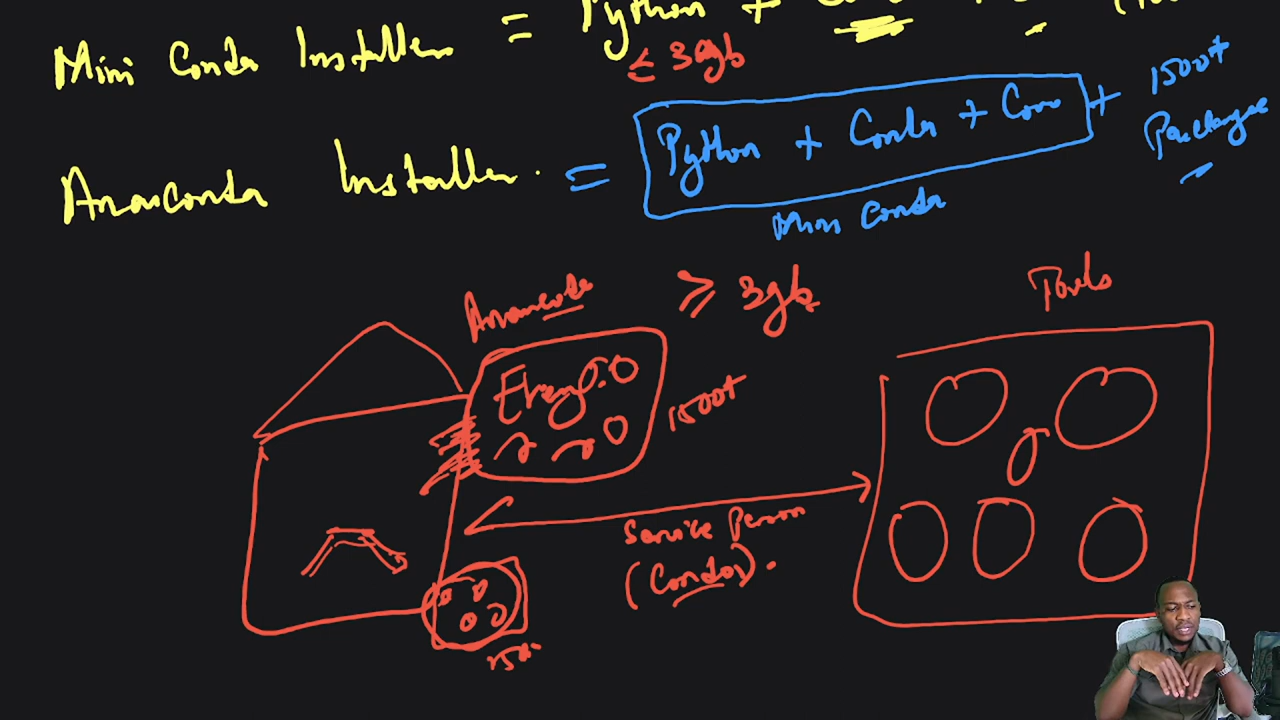 Mini Conda Installer = Python +
≤ 3gb
Anaconda Installer. = Python + Conda + Core + 1500+ Packages
Mini Conda
Anaconda ≥ 3gb Tools
1500+
Service Person
(Conda).